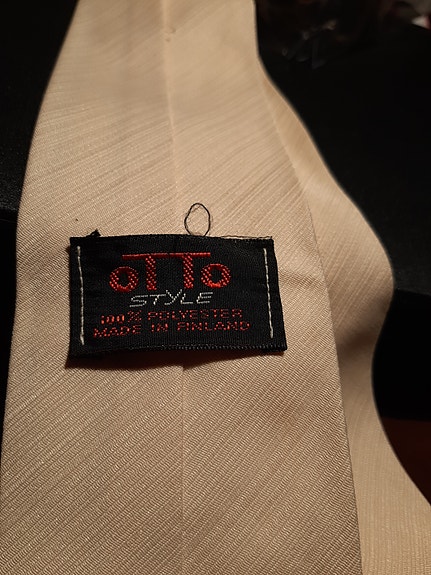 oTTo
STYLE
100% POLYESTER
MADE IN FINLAND